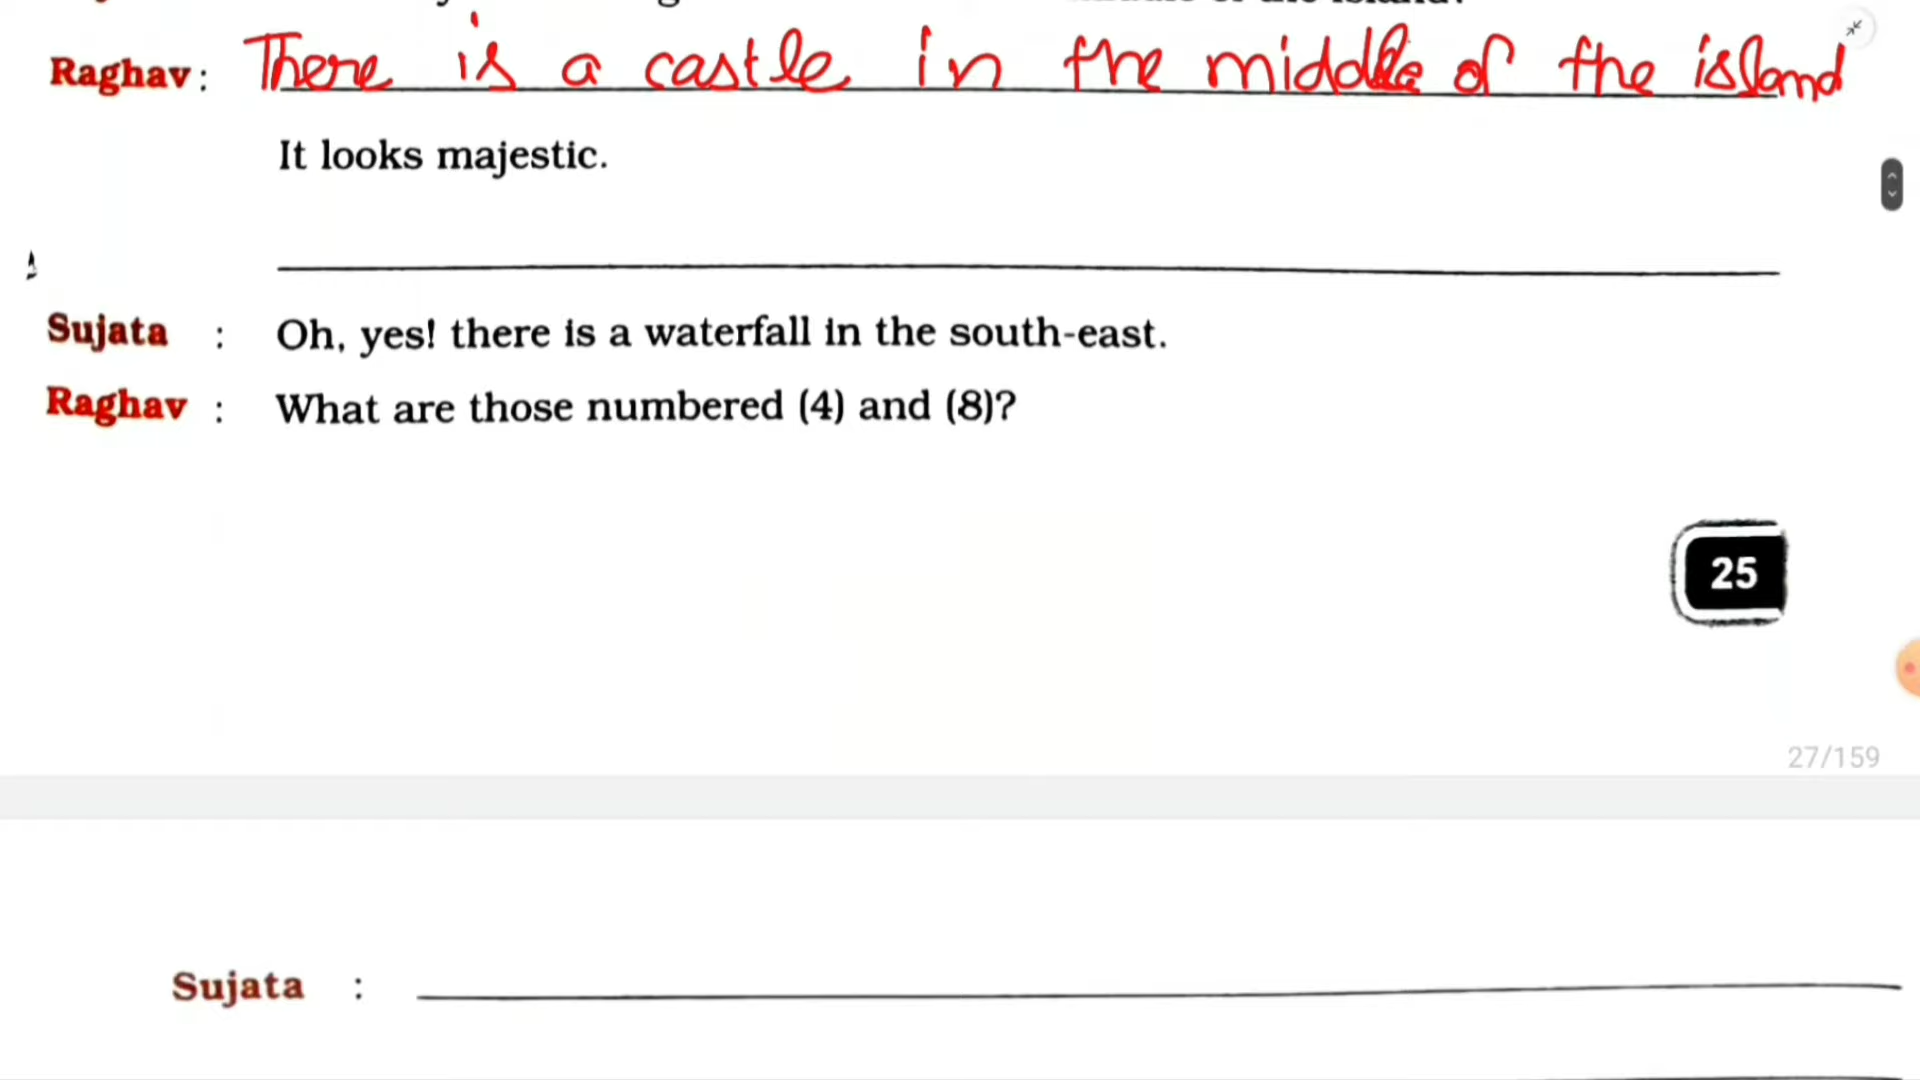 Raghav : There is a castle in the middle of the island
It looks majestic.
Sujata : Oh, yes! there is a waterfall in the south-east.
Raghav : What are those numbered (4) and (8)?
25
27/159
Sujata :